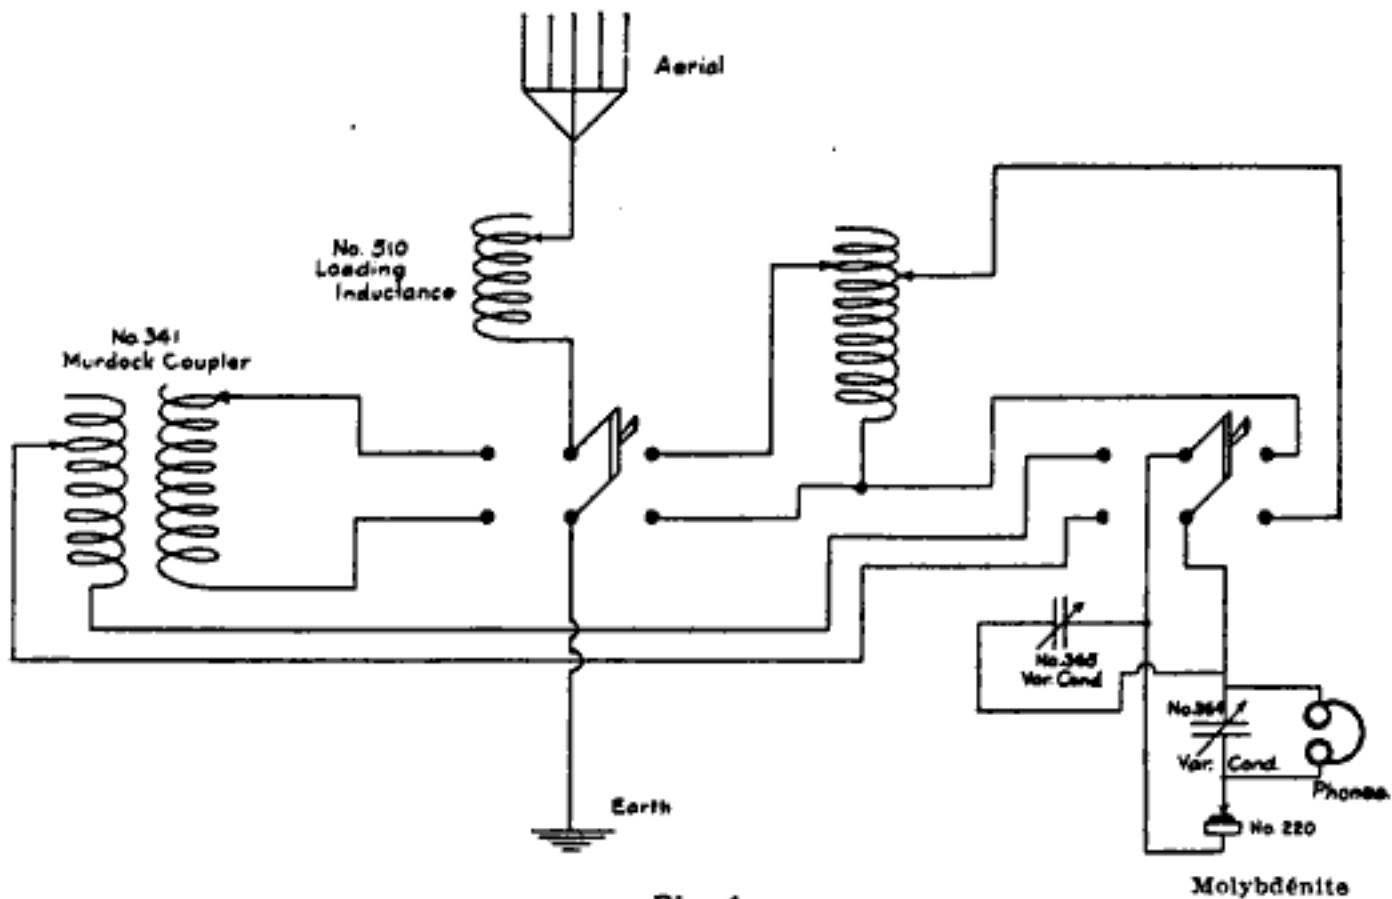 Aerial
No. 510
Loading
Inductance
No. 341
Murdock Coupler
No. 365
Var. Cond
No. 364
Var. Cond.
Phones.
Earth
No. 220
Molybdénite